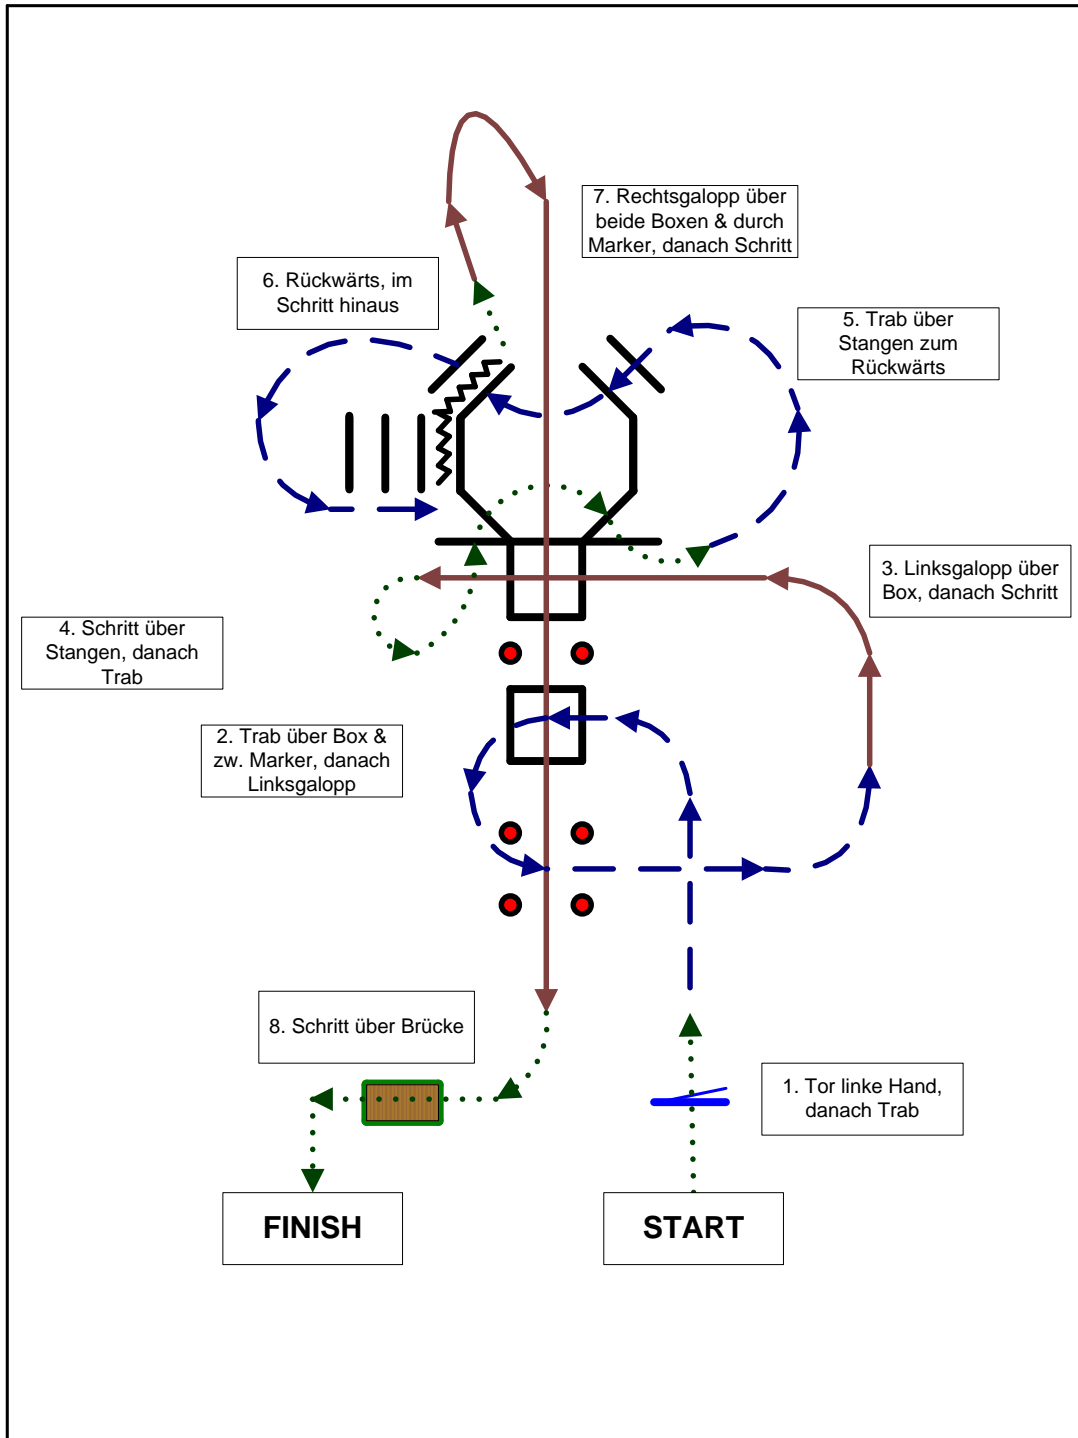 7. Rechtsgalopp über
beide Boxen & durch
Marker, danach Schritt
6. Rückwärts, im
Schritt hinaus
5. Trab über
Stangen zum
Rückwärts
3. Linksgalopp über
Box, danach Schritt
4. Schritt über
Stangen, danach
Trab
2. Trab über Box &
zw. Marker, danach
Linksgalopp
8. Schritt über Brücke
1. Tor linke Hand,
danach Trab
FINISH
START